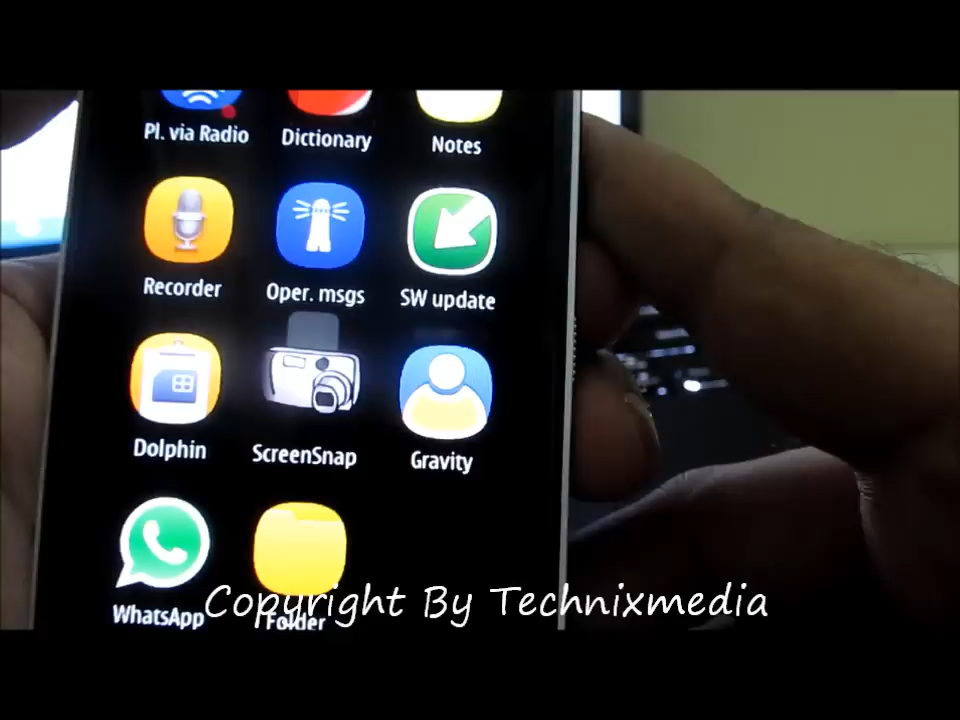 Pl. via Radio
Dictionary
Notes
Recorder
Oper. msgs
SW update
Dolphin
ScreenSnap
Gravity
WhatsApp
Folder
Copyright By Technixmedia